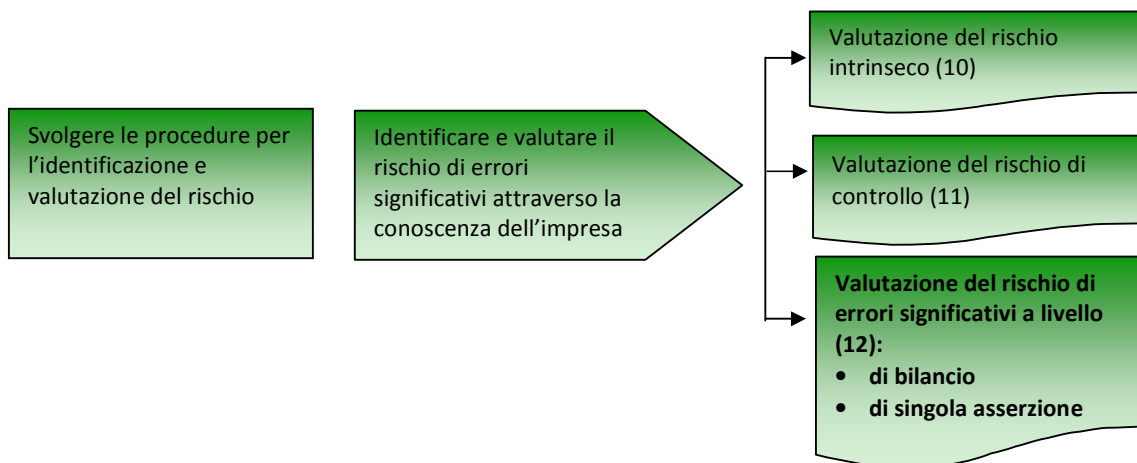 Svolgere le procedure per
l’identificazione e
valutazione del rischio
Identificare e valutare il
rischio di errori
significativi attraverso la
conoscenza dell’impresa
Valutazione del rischio
intrinseco (10)
Valutazione del rischio di
controllo (11)
Valutazione del rischio di
errori significativi a livello
(12):
• di bilancio
• di singola asserzione